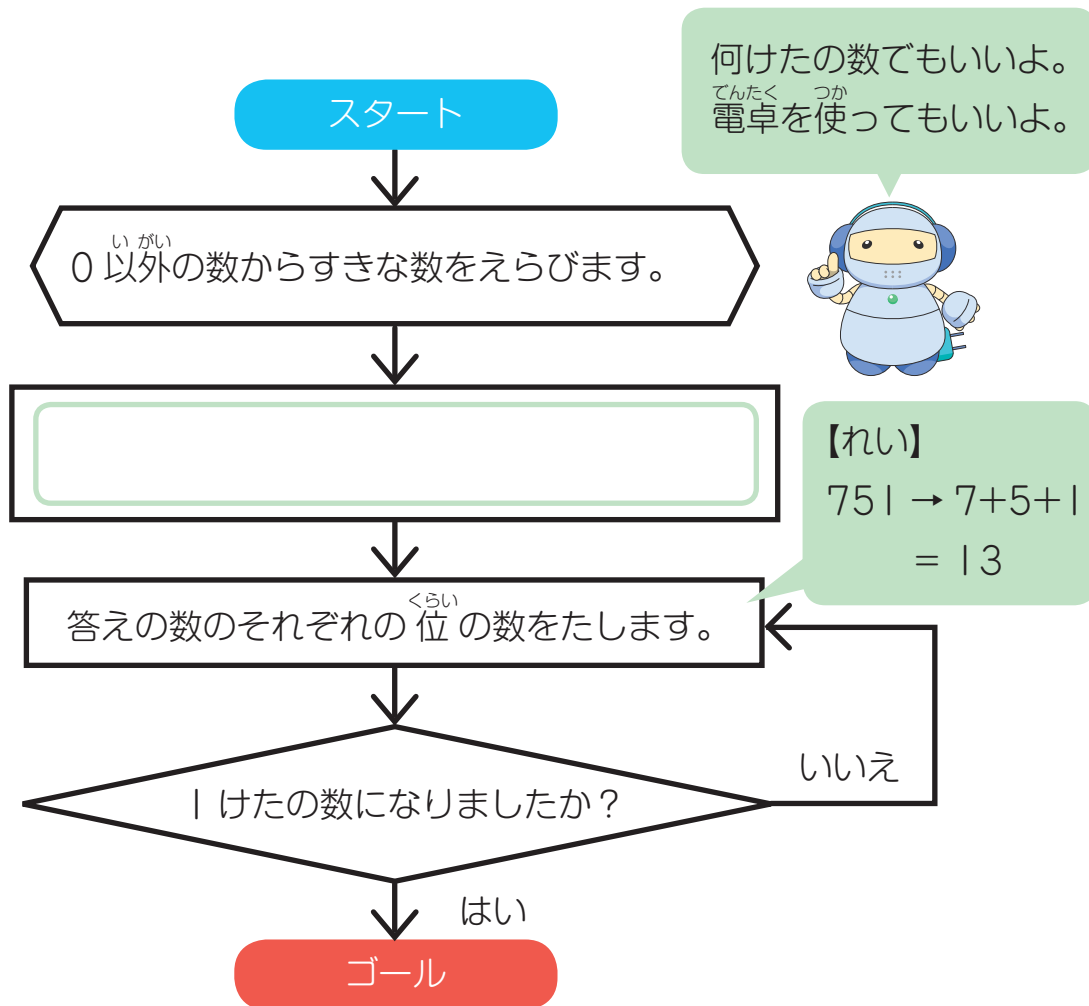 何けたの数でもいいよ。
でんたく つか
電卓を使ってもいいよ。
スタート
い がい
0 以外の数からすきな数をえらびます。
【れい】
751 → 7+5+1
= 13
くらい
答えの数のそれぞれの 位 の数をたします。
いいえ
1 けたの数になりましたか？
はい
ゴール